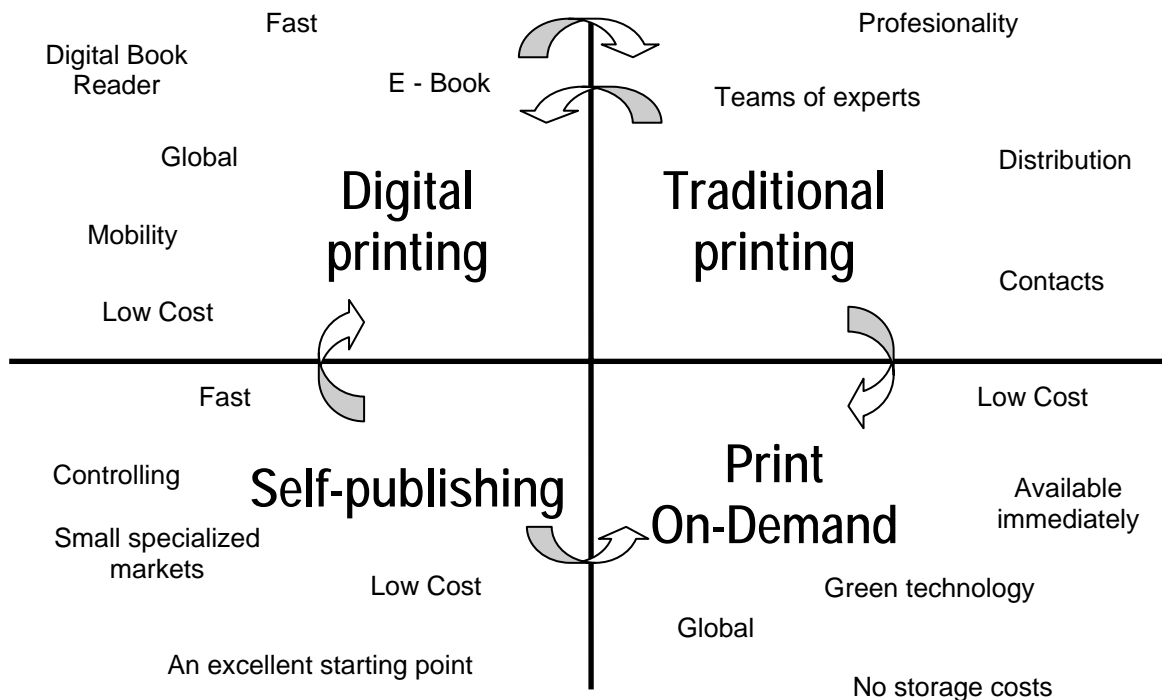 Fast
Digital Book
Reader
E - Book
Global
Digital
printing
Mobility
Low Cost
Profesionality
Teams of experts
Distribution
Traditional
printing
Contacts
Fast
Controlling
Self-publishing
Small specialized
markets
Low Cost
An excellent starting point
Low Cost
Print
On-Demand
Available
immediately
Green technology
Global
No storage costs